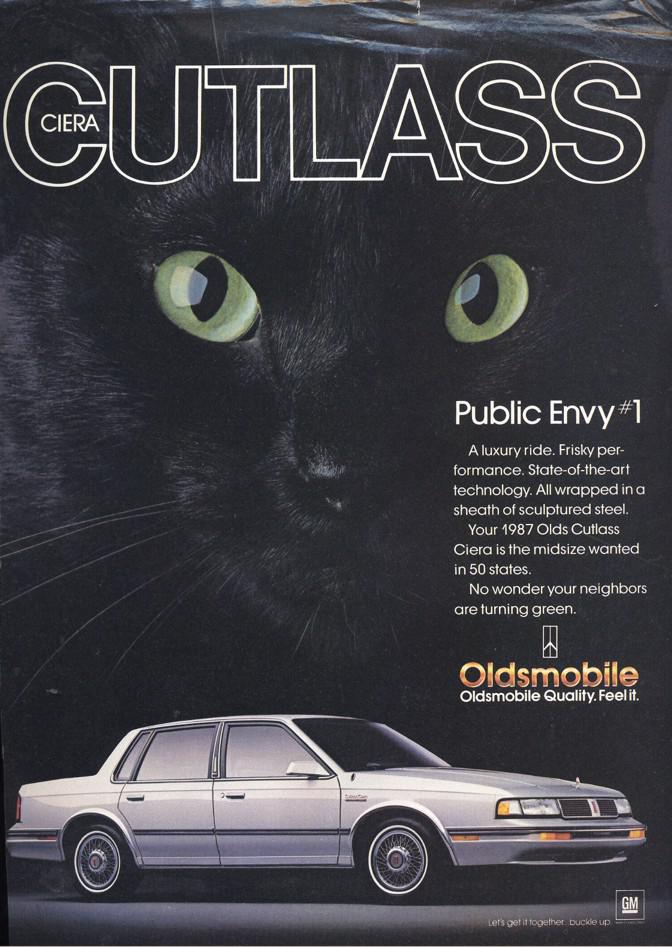 CUTLASS
CIERA
Public Envy #1
A luxury ride. Frisky per-
formance. State-of-the-art
technology. All wrapped in a
sheath of sculptured steel.
Your 1987 Olds Cutlass
Ciera is the midsize wanted
in 50 states.
No wonder your neighbors
are turning green.
Oldsmobile
Oldsmobile Quality. Feel it.
GM
Let's get it together...buckle up.